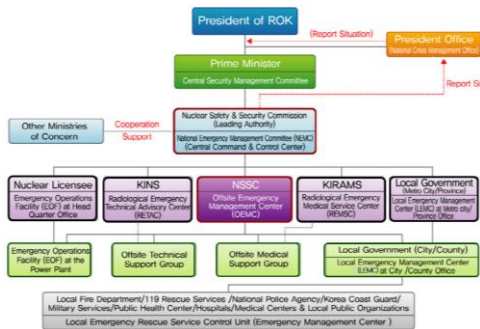 President of ROK
(Report Situation)
President Office
(National Crisis Management Office)
Prime Minister
Central Security Management Committee
Report Si
Nuclear Safety & Security Commission
(Leading Authority)
National Emergency Management Committee (NEMC)
(Central Command & Control Center)
Other Ministries
of Concern
Cooperation
Support
Nuclear Licensee
Emergency Operations
Facility (EOF) at Head
Quarter Office
KINS
Radiological Emergency
Technical Advisory Center
(RETAC)
NSSC
Offsite Emergency
Management Center
(OEMC)
KIRAMS
Radiological Emergency
Medical Service Center
(REMSC)
Local Government
(Metro City/Province)
Local Emergency Management
Center (LEMC) at Metro city/
Province Office
Emergency Operations
Facility (EOF) at the
Power Plant
Offsite Technical
Support Group
Offsite Medical
Support Group
Local Government (City/County)
Local Emergency Management Center
(LEMC) at City /County Office
Local Fire Department/119 Rescue Services /National Police Agency/Korea Coast Guard/
Military Services/Public Health Center/Hospitals/Medical Centers & Local Public Organizations
Local Emergency Rescue Service Control Unit (Emergency Management Center )